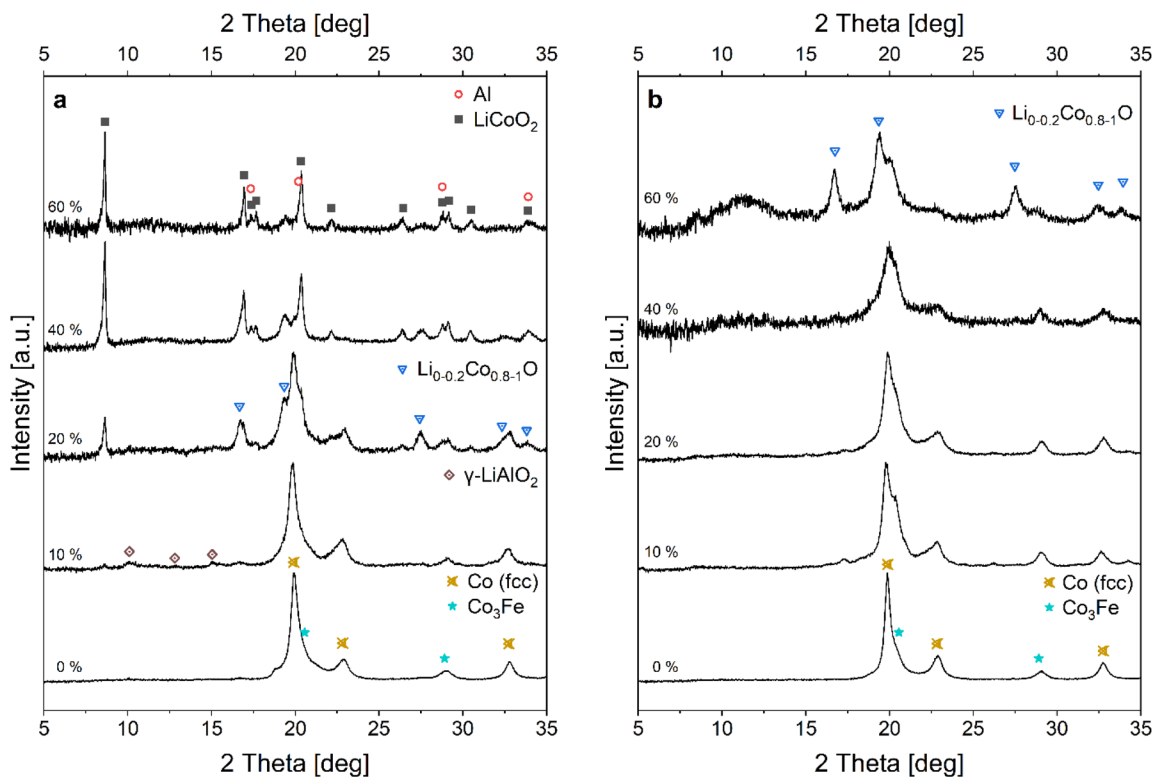 2 Theta [deg]
5 10 15 20 25 30 35
a
Al
LiCoO₂
60 %
40 %
Li₀₋₀.₂Co₀.₈₋₁O
20 %
γ-LiAlO₂
10 %
Co (fcc)
Co₃Fe
0 %
Intensity [a.u.]
5 10 15 20 25 30 35
2 Theta [deg]
2 Theta [deg]
5 10 15 20 25 30 35
b
Li₀₋₀.₂Co₀.₈₋₁O
60 %
40 %
20 %
10 %
Co (fcc)
Co₃Fe
0 %
Intensity [a.u.]
5 10 15 20 25 30 35
2 Theta [deg]